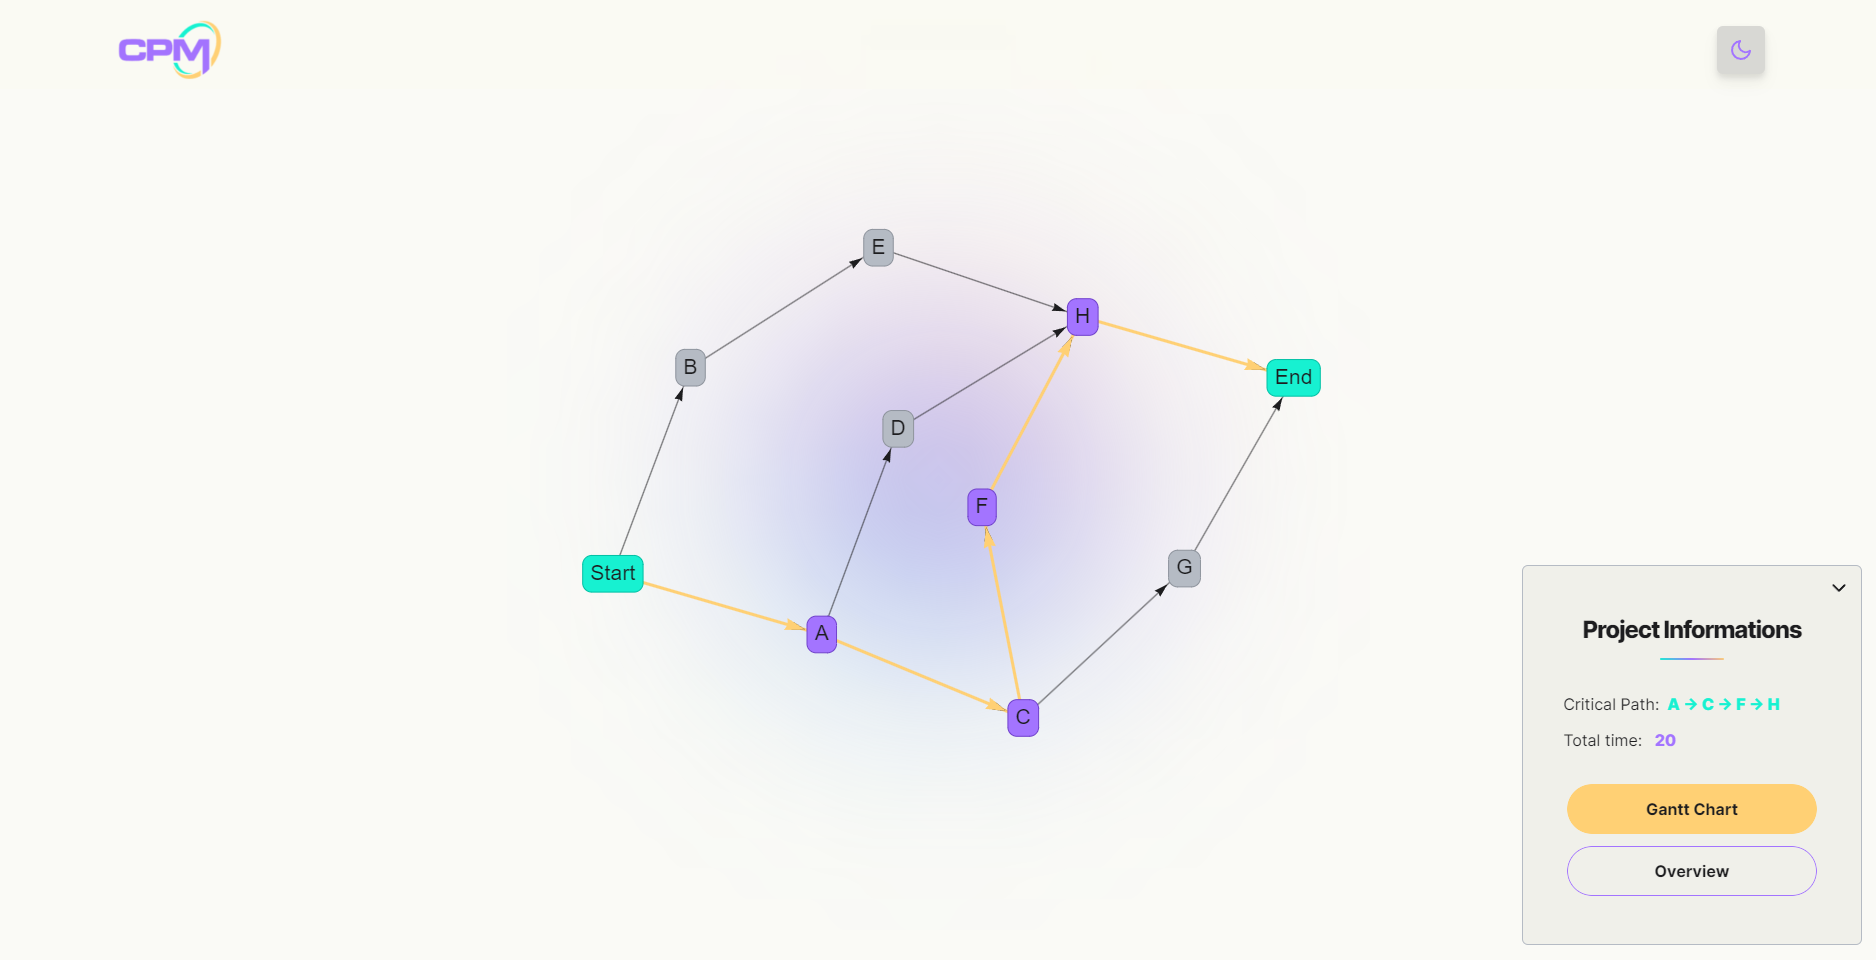 CPM
E
H
B
End
D
F
G
Start
A
C
Project Informations
Critical Path: A → C → F → H
Total time: 20
Gantt Chart
Overview